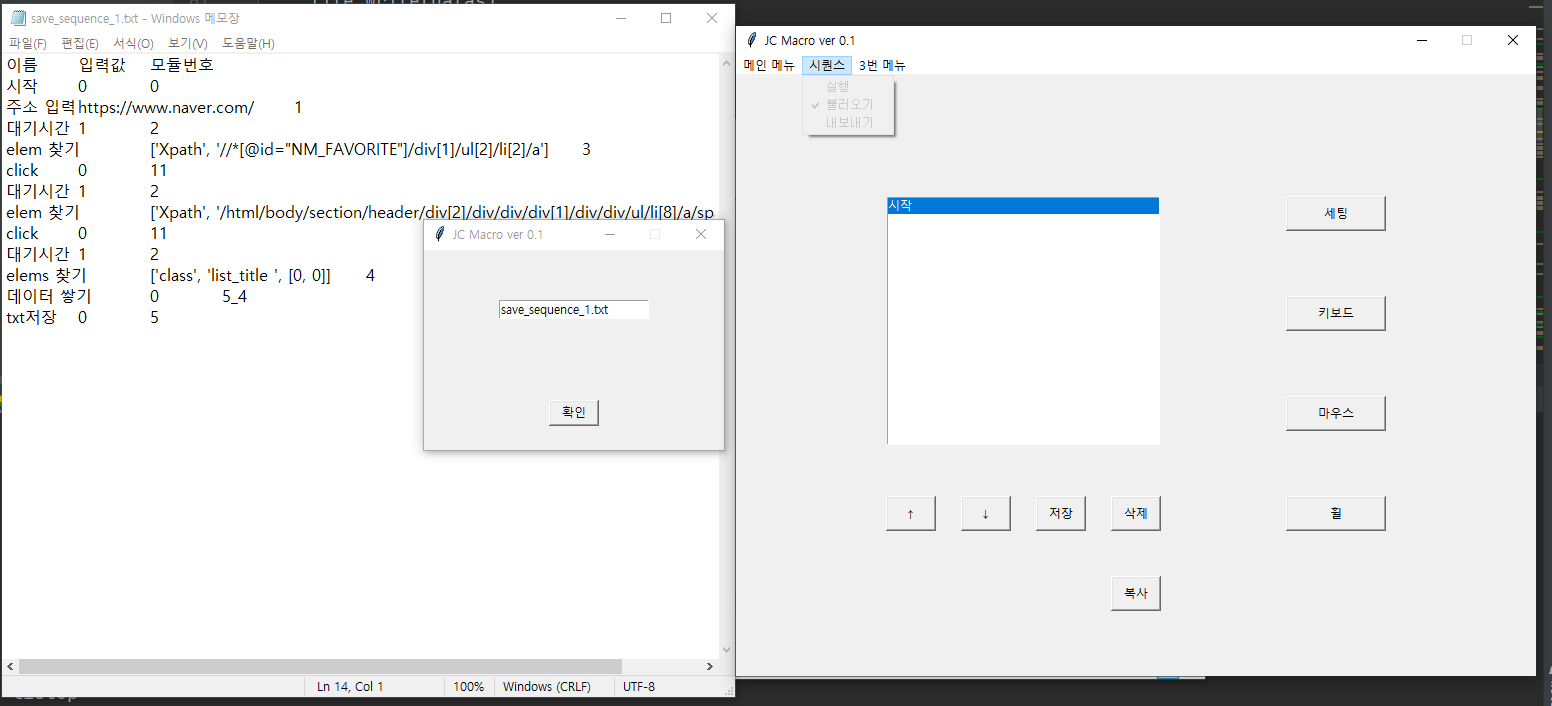 save_sequence_1.txt - Windows 메모장
파일(F) 편집(E) 서식(O) 보기(V) 도움말(H)
이름 입력값 모듈번호
시작 0 0
주소 입력 https://www.naver.com/ 1
대기시간 1 2
elem 찾기 ['Xpath', '//*[@id="NM_FAVORITE"]/div[1]/ul[2]/li[2]/a'] 3
click 0 11
대기시간 1 2
elem 찾기 ['Xpath', '/html/body/section/header/div[2]/div/div/div[1]/div/div/ul/li[8]/a/sp
click 0 11
대기시간 1 2
elems 찾기 ['class', 'list_title ', [0, 0]] 4
데이터 쌓기 0 5_4
txt저장 0 5
Ln 14, Col 1 100% Windows (CRLF) UTF-8
JC Macro ver 0.1
save_sequence_1.txt
확인
JC Macro ver 0.1
메인 메뉴 시퀀스 3번 메뉴
실행
불러오기
내보내기
시작
세팅
키보드
마우스
↑ ↓ 저장 삭제 휠
복사